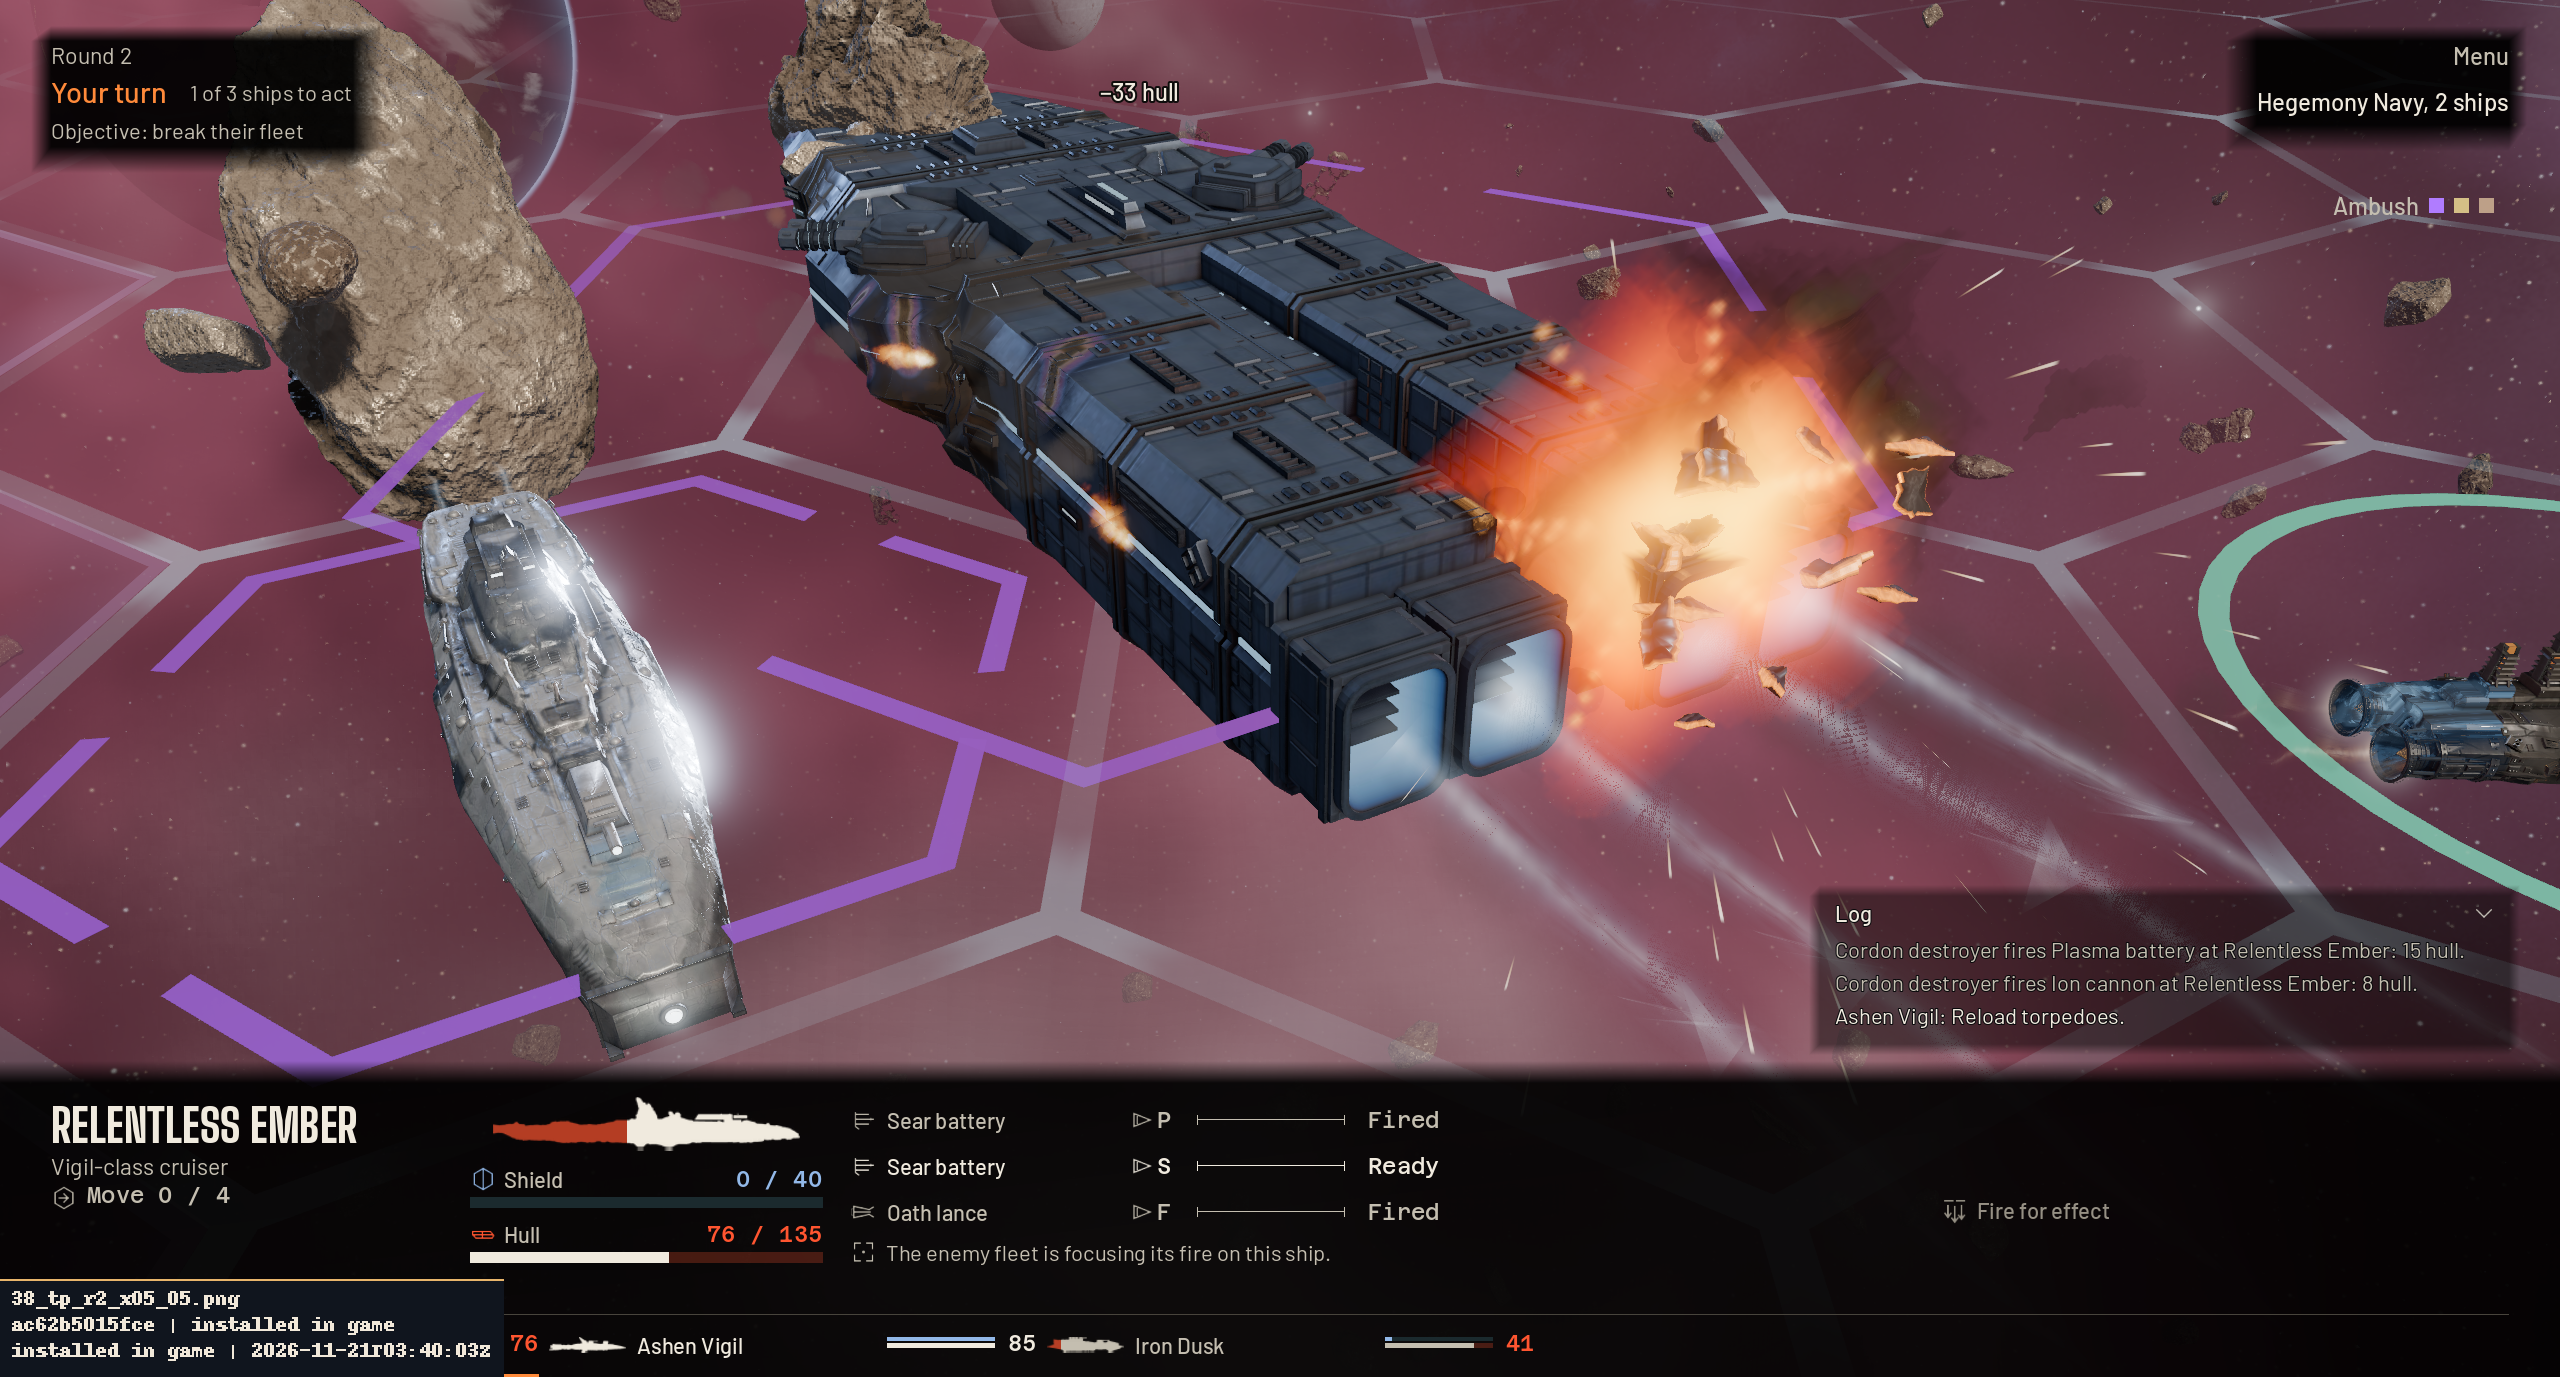 Round 2
Your turn 1 of 3 ships to act
Objective: break their fleet
Menu
Hegemony Navy, 2 ships
Ambush
−33 hull
Log
Cordon destroyer fires Plasma battery at Relentless Ember: 15 hull.
Cordon destroyer fires Ion cannon at Relentless Ember: 8 hull.
Ashen Vigil: Reload torpedoes.
RELENTLESS EMBER
Vigil-class cruiser
Move 0 / 4
Shield 0 / 40
Hull 76 / 135
Sear battery P Fired
Sear battery S Ready
Oath lance F Fired
The enemy fleet is focusing its fire on this ship.
Fire for effect
38_tp_r2_x05_05.png
ac62b5015fce | installed in game
installed in game | 2026-11-21T03:40:03Z
76 Ashen Vigil 85 Iron Dusk 41